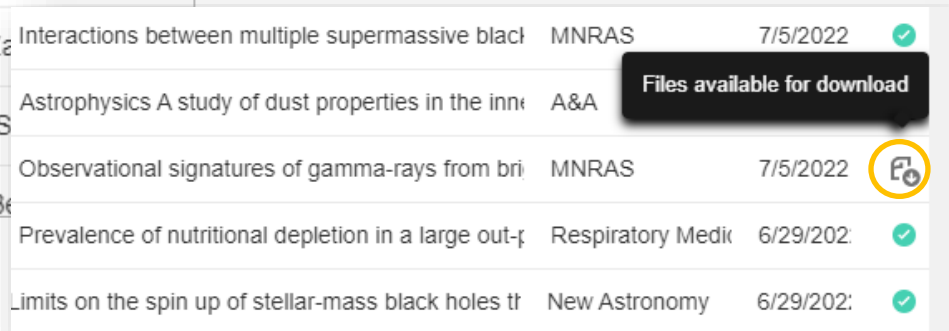 Interactions between multiple supermassive black MNRAS 7/5/2022
Files available for download
Astrophysics A study of dust properties in the inne A&A
Observational signatures of gamma-rays from bri MNRAS 7/5/2022
Prevalence of nutritional depletion in a large out-p Respiratory Medic 6/29/202
Limits on the spin up of stellar-mass black holes th New Astronomy 6/29/202